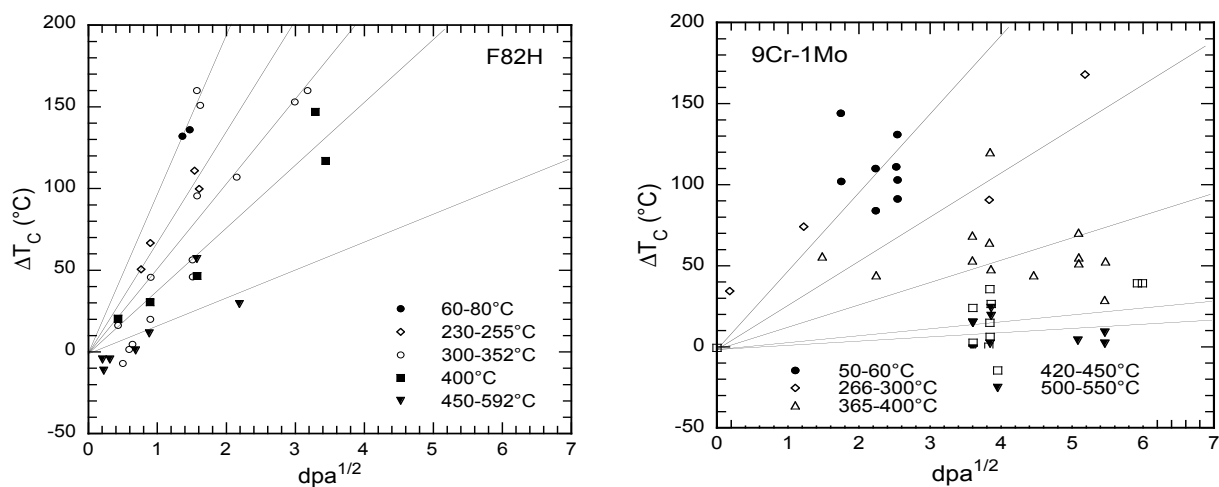 200
F82H
150
100
ΔT_C (°C)
50
60-80°C
230-255°C
300-352°C
0
400°C
450-592°C
-50
0 1 2 3 4 5 6 7
dpa^1/2
200
9Cr-1Mo
150
100
ΔT_C (°C)
50
0
50-60°C 420-450°C
266-300°C 500-550°C
365-400°C
-50
0 1 2 3 4 5 6 7
dpa^1/2